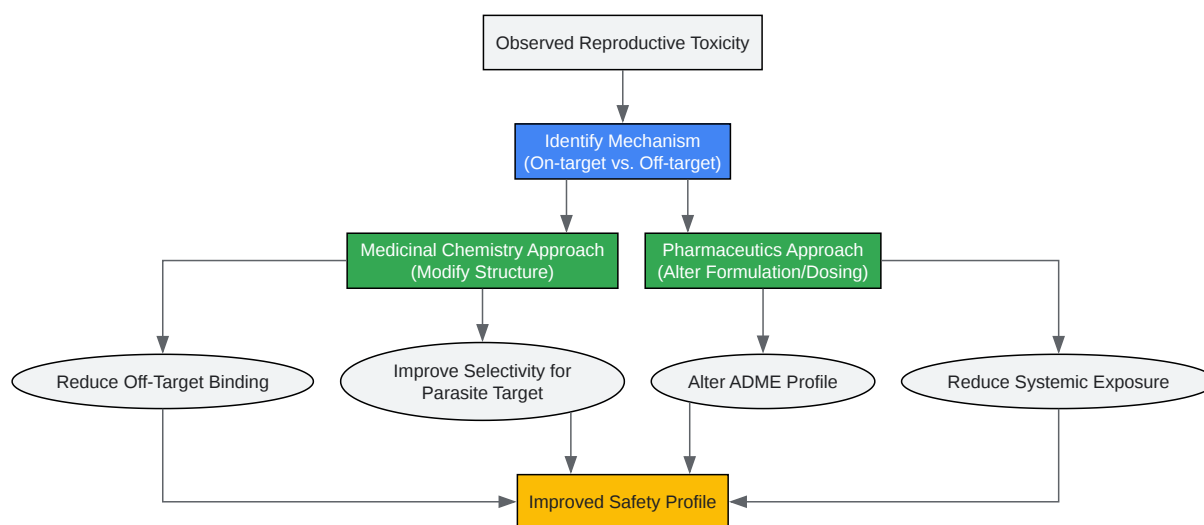 Observed Reproductive Toxicity
Identify Mechanism
(On-target vs. Off-target)
Medicinal Chemistry Approach
(Modify Structure)
Pharmaceutics Approach
(Alter Formulation/Dosing)
Reduce Off-Target Binding
Improve Selectivity for
Parasite Target
Alter ADME Profile
Reduce Systemic Exposure
Improved Safety Profile